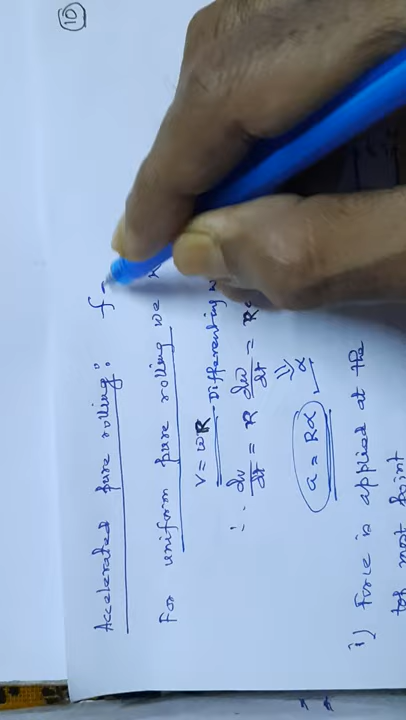 10
Accelerated pure rolling: f-
For uniform pure rolling we
v = ωR
Differentiating w
∴ dv/dt = R dω/dt = R
⇓
α
a = Rα
i) Force is applied at the
top most point